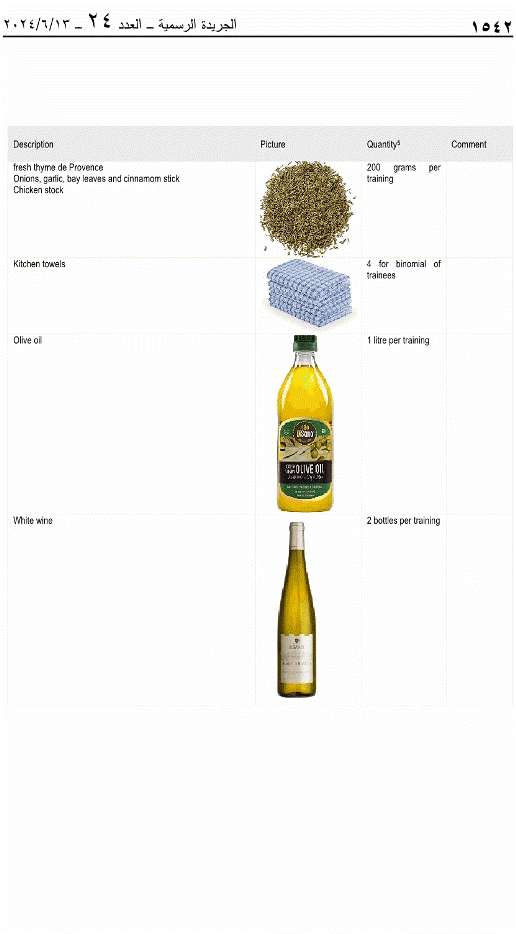 ١٥٤٢ الجريدة الرسمية – العدد ٢٤ – ٢٠٢٤/٦/١٣
Description Picture Quantity⁵ Comment
fresh thyme de Provence
Onions, garlic, bay leaves and cinnamom stick
Chicken stock
200 grams per
training
Kitchen towels
4 for binomial of
trainees
Olive oil
1 litre per training
OLIVE OIL
White wine
2 bottles per training